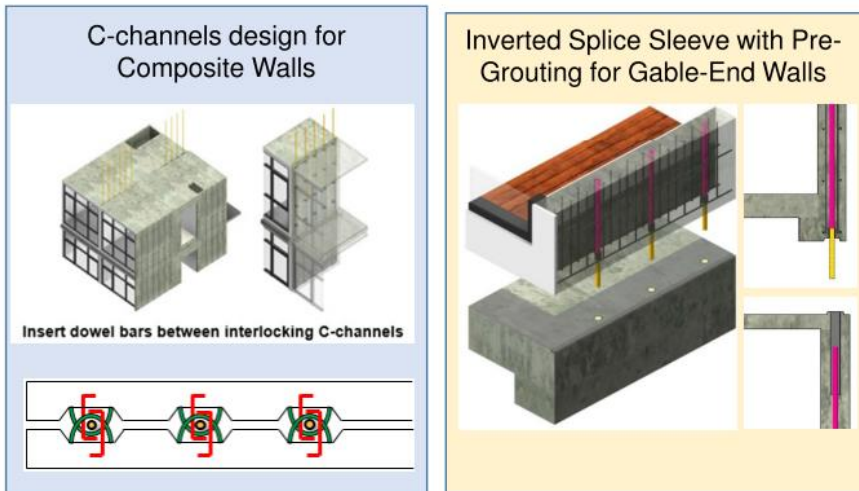 C-channels design for
Composite Walls
Insert dowel bars between interlocking C-channels
Inverted Splice Sleeve with Pre-
Grouting for Gable-End Walls